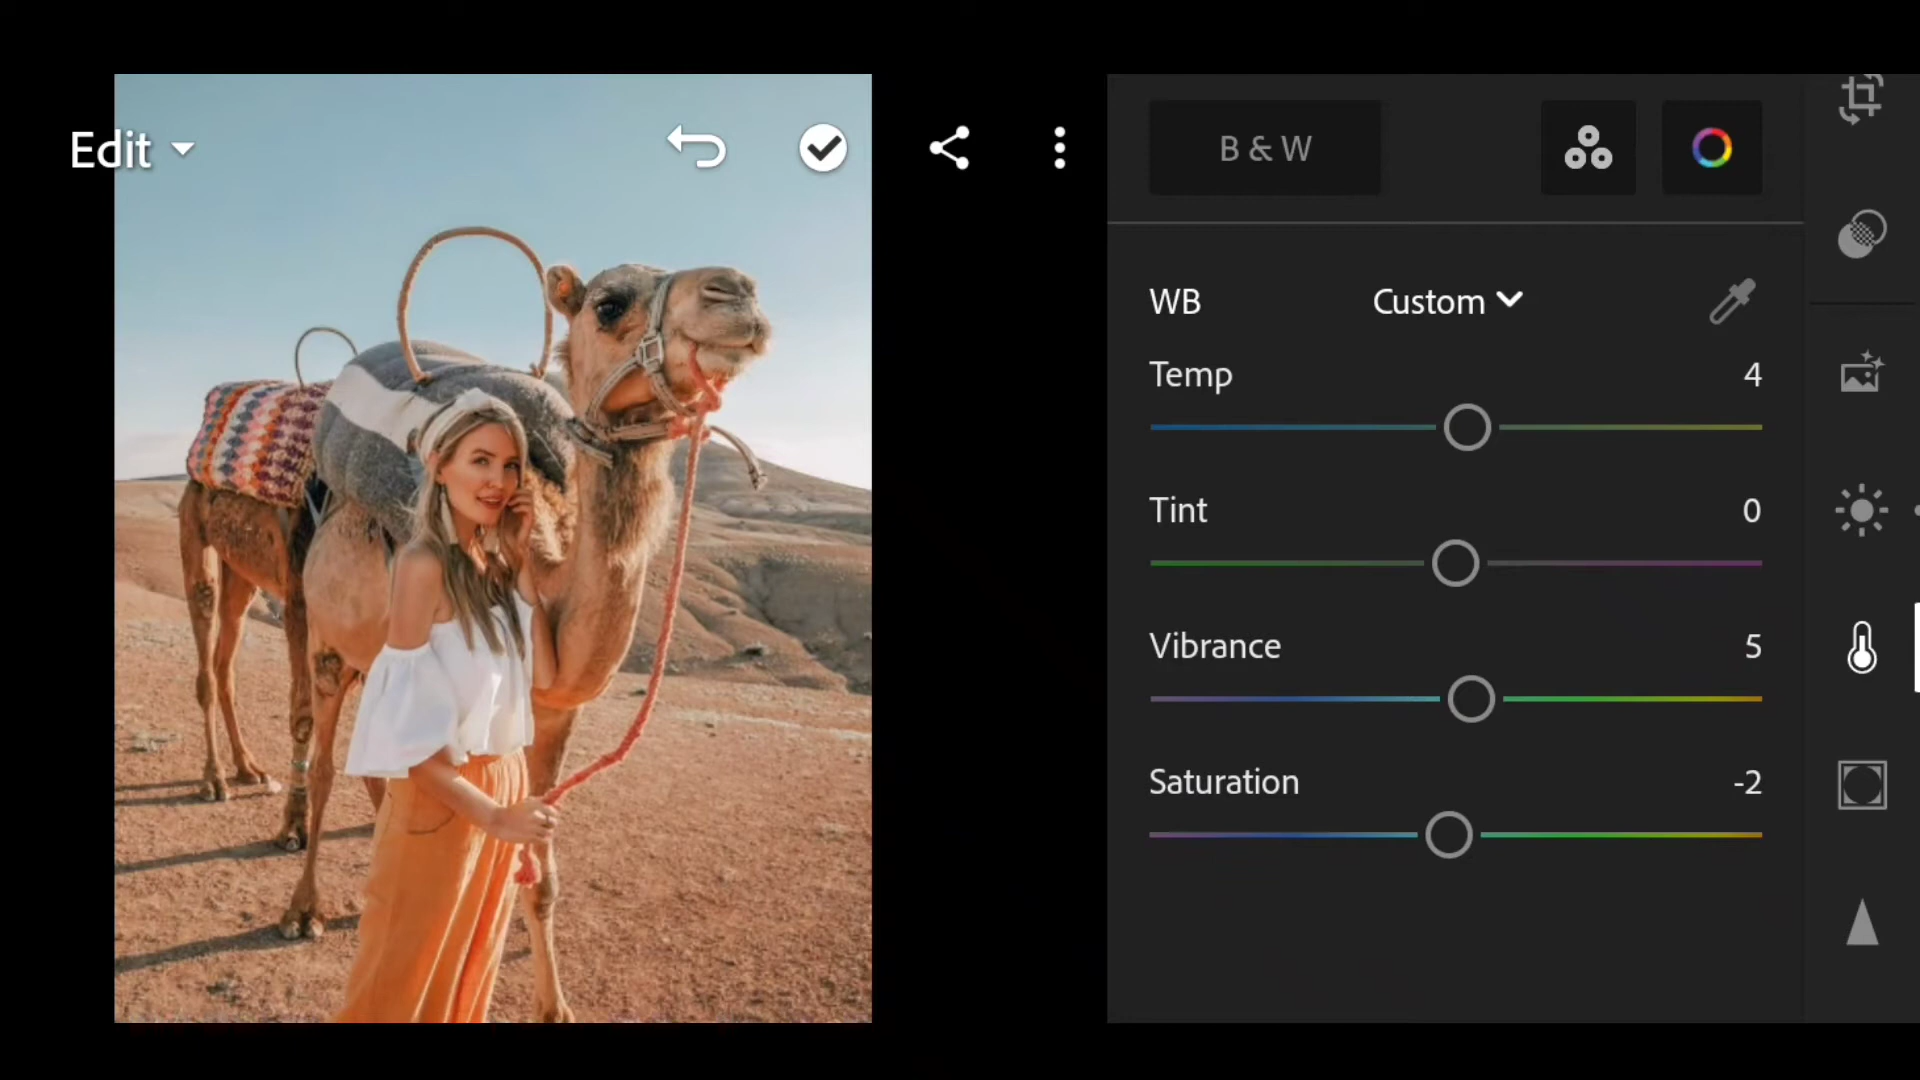 Edit
B & W
WB Custom
Temp 4
Tint 0
Vibrance 5
Saturation -2